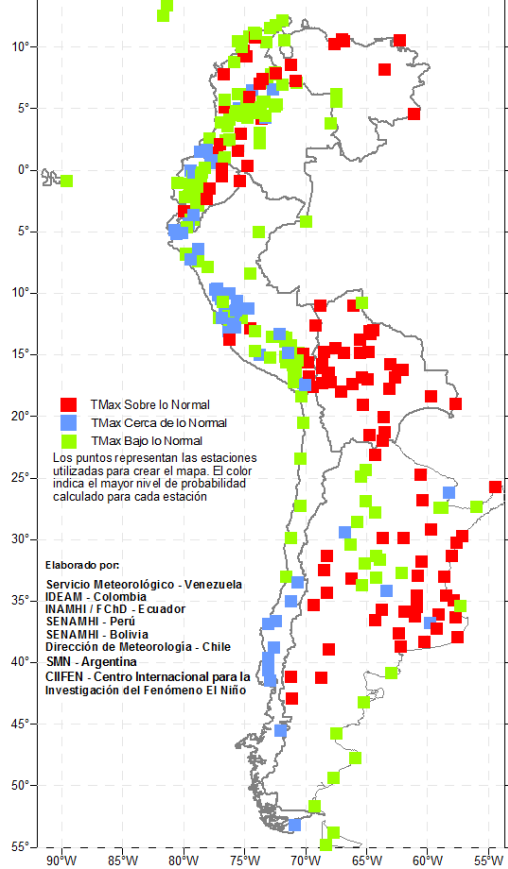 10°
5°
0°
5°
10°
15°
20°
25°
30°
35°
40°
45°
50°
55°
TMax Sobre lo Normal
TMax Cerca de lo Normal
TMax Bajo lo Normal
Los puntos representan las estaciones
utilizadas para crear el mapa. El color
indica el mayor nivel de probabilidad
calculado para cada estación
Elaborado por:
Servicio Meteorológico - Venezuela
IDEAM - Colombia
INAMHI / FChD - Ecuador
SENAMHI - Perú
SENAMHI - Bolivia
Dirección de Meteorologia - Chile
SMN - Argentina
CIIFEN - Centro Internacional para la
Investigación del Fenómeno El Niño
90°W 85°W 80°W 75°W 70°W 65°W 60°W 55°W